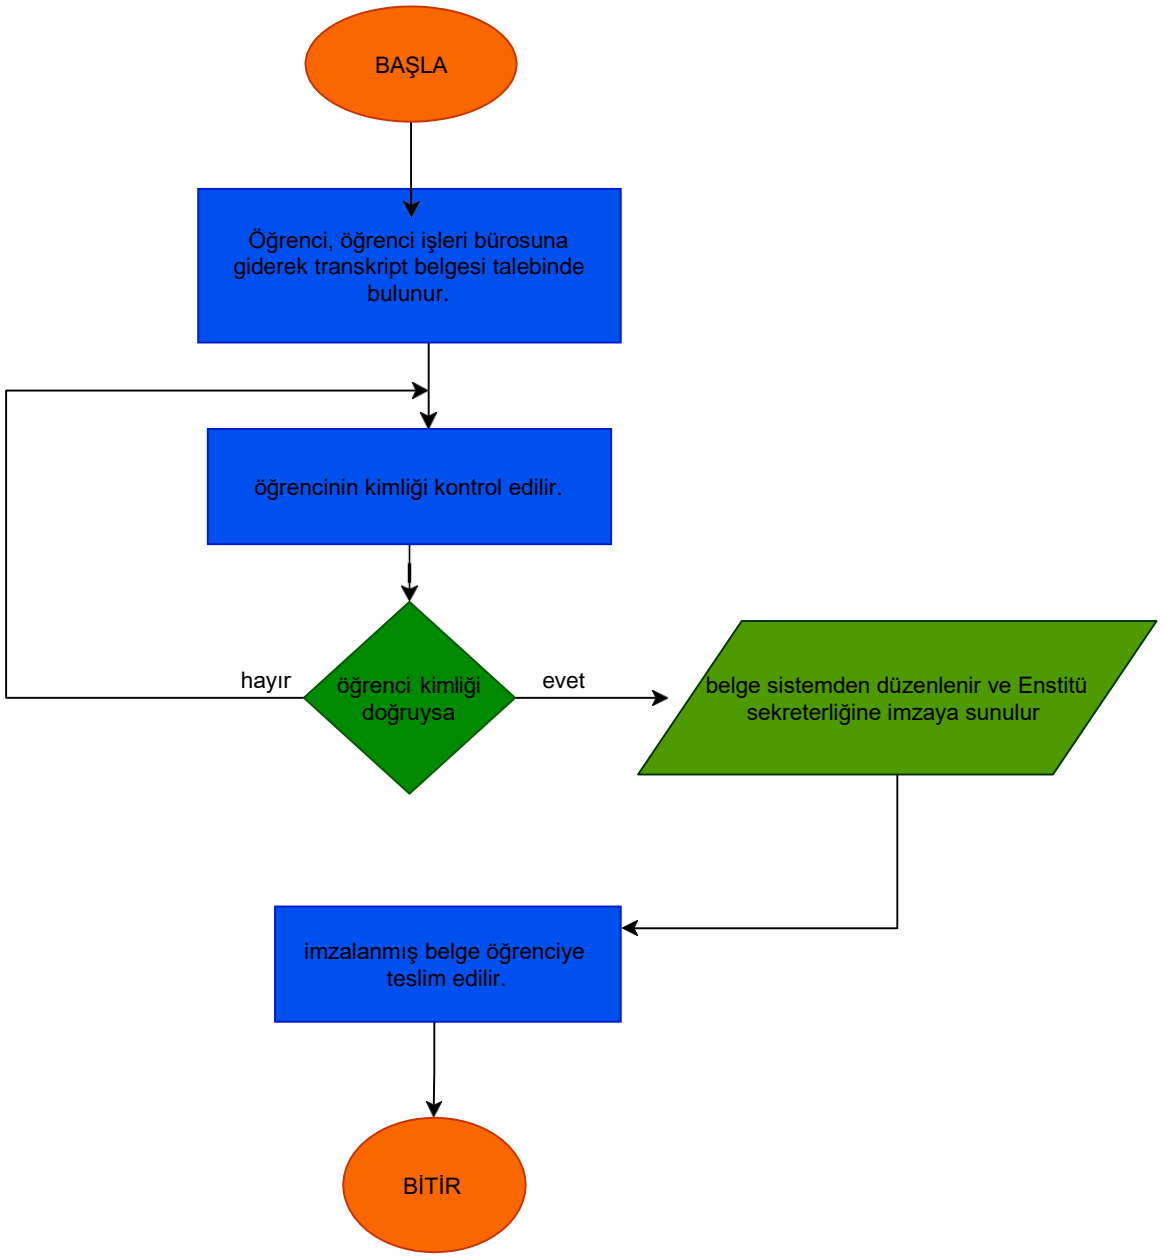 BAŞLA
Öğrenci, öğrenci işleri bürosuna
giderek transkript belgesi talebinde
bulunur.
öğrencinin kimliği kontrol edilir.
hayır
öğrenci kimliği
doğruysa
evet
belge sistemden düzenlenir ve Enstitü
sekreterliğine imzaya sunulur
imzalanmış belge öğrenciye
teslim edilir.
BİTİR